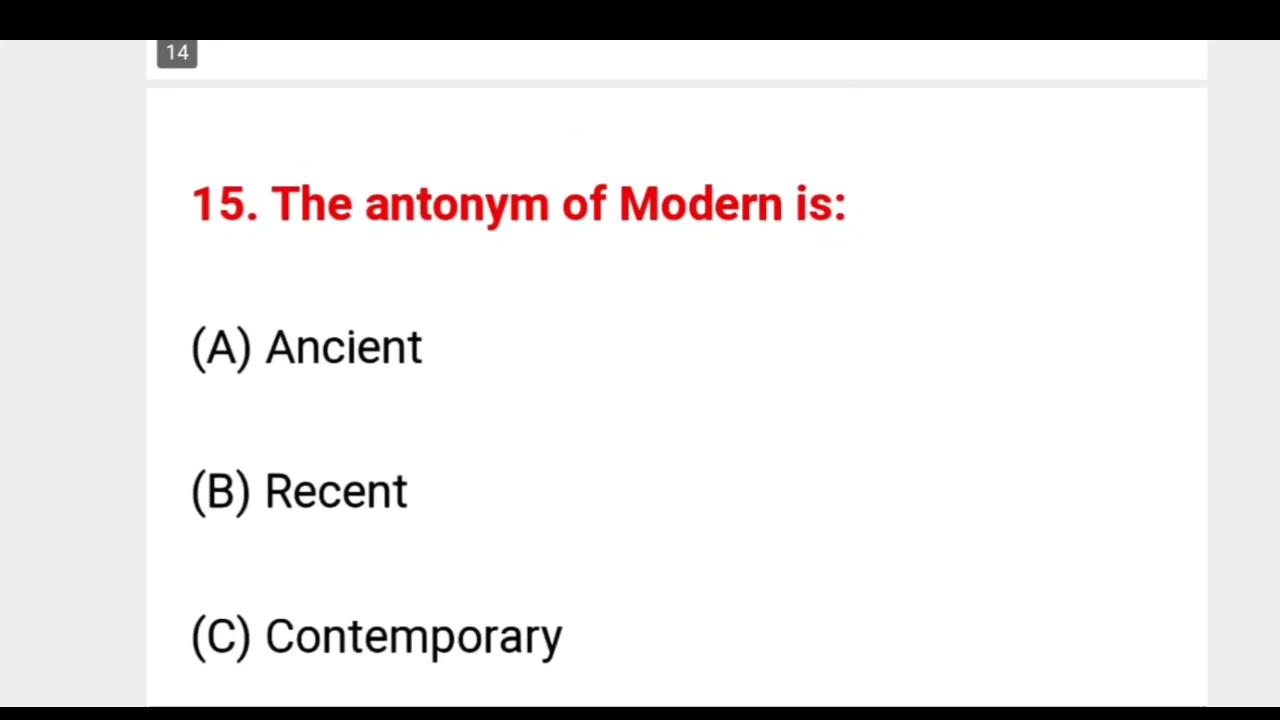 14
15. The antonym of Modern is:
(A) Ancient
(B) Recent
(C) Contemporary